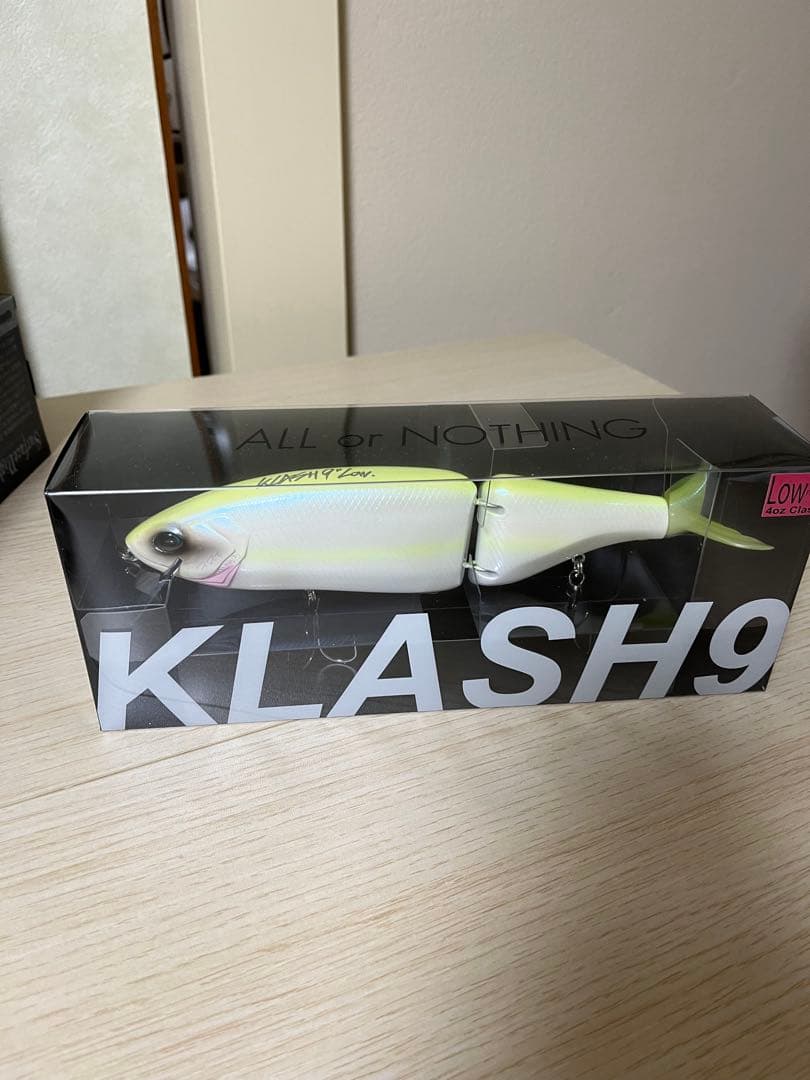 ALL or NOTHING
KLASH9 Low.
LOW
4oz Clas
KLASH9